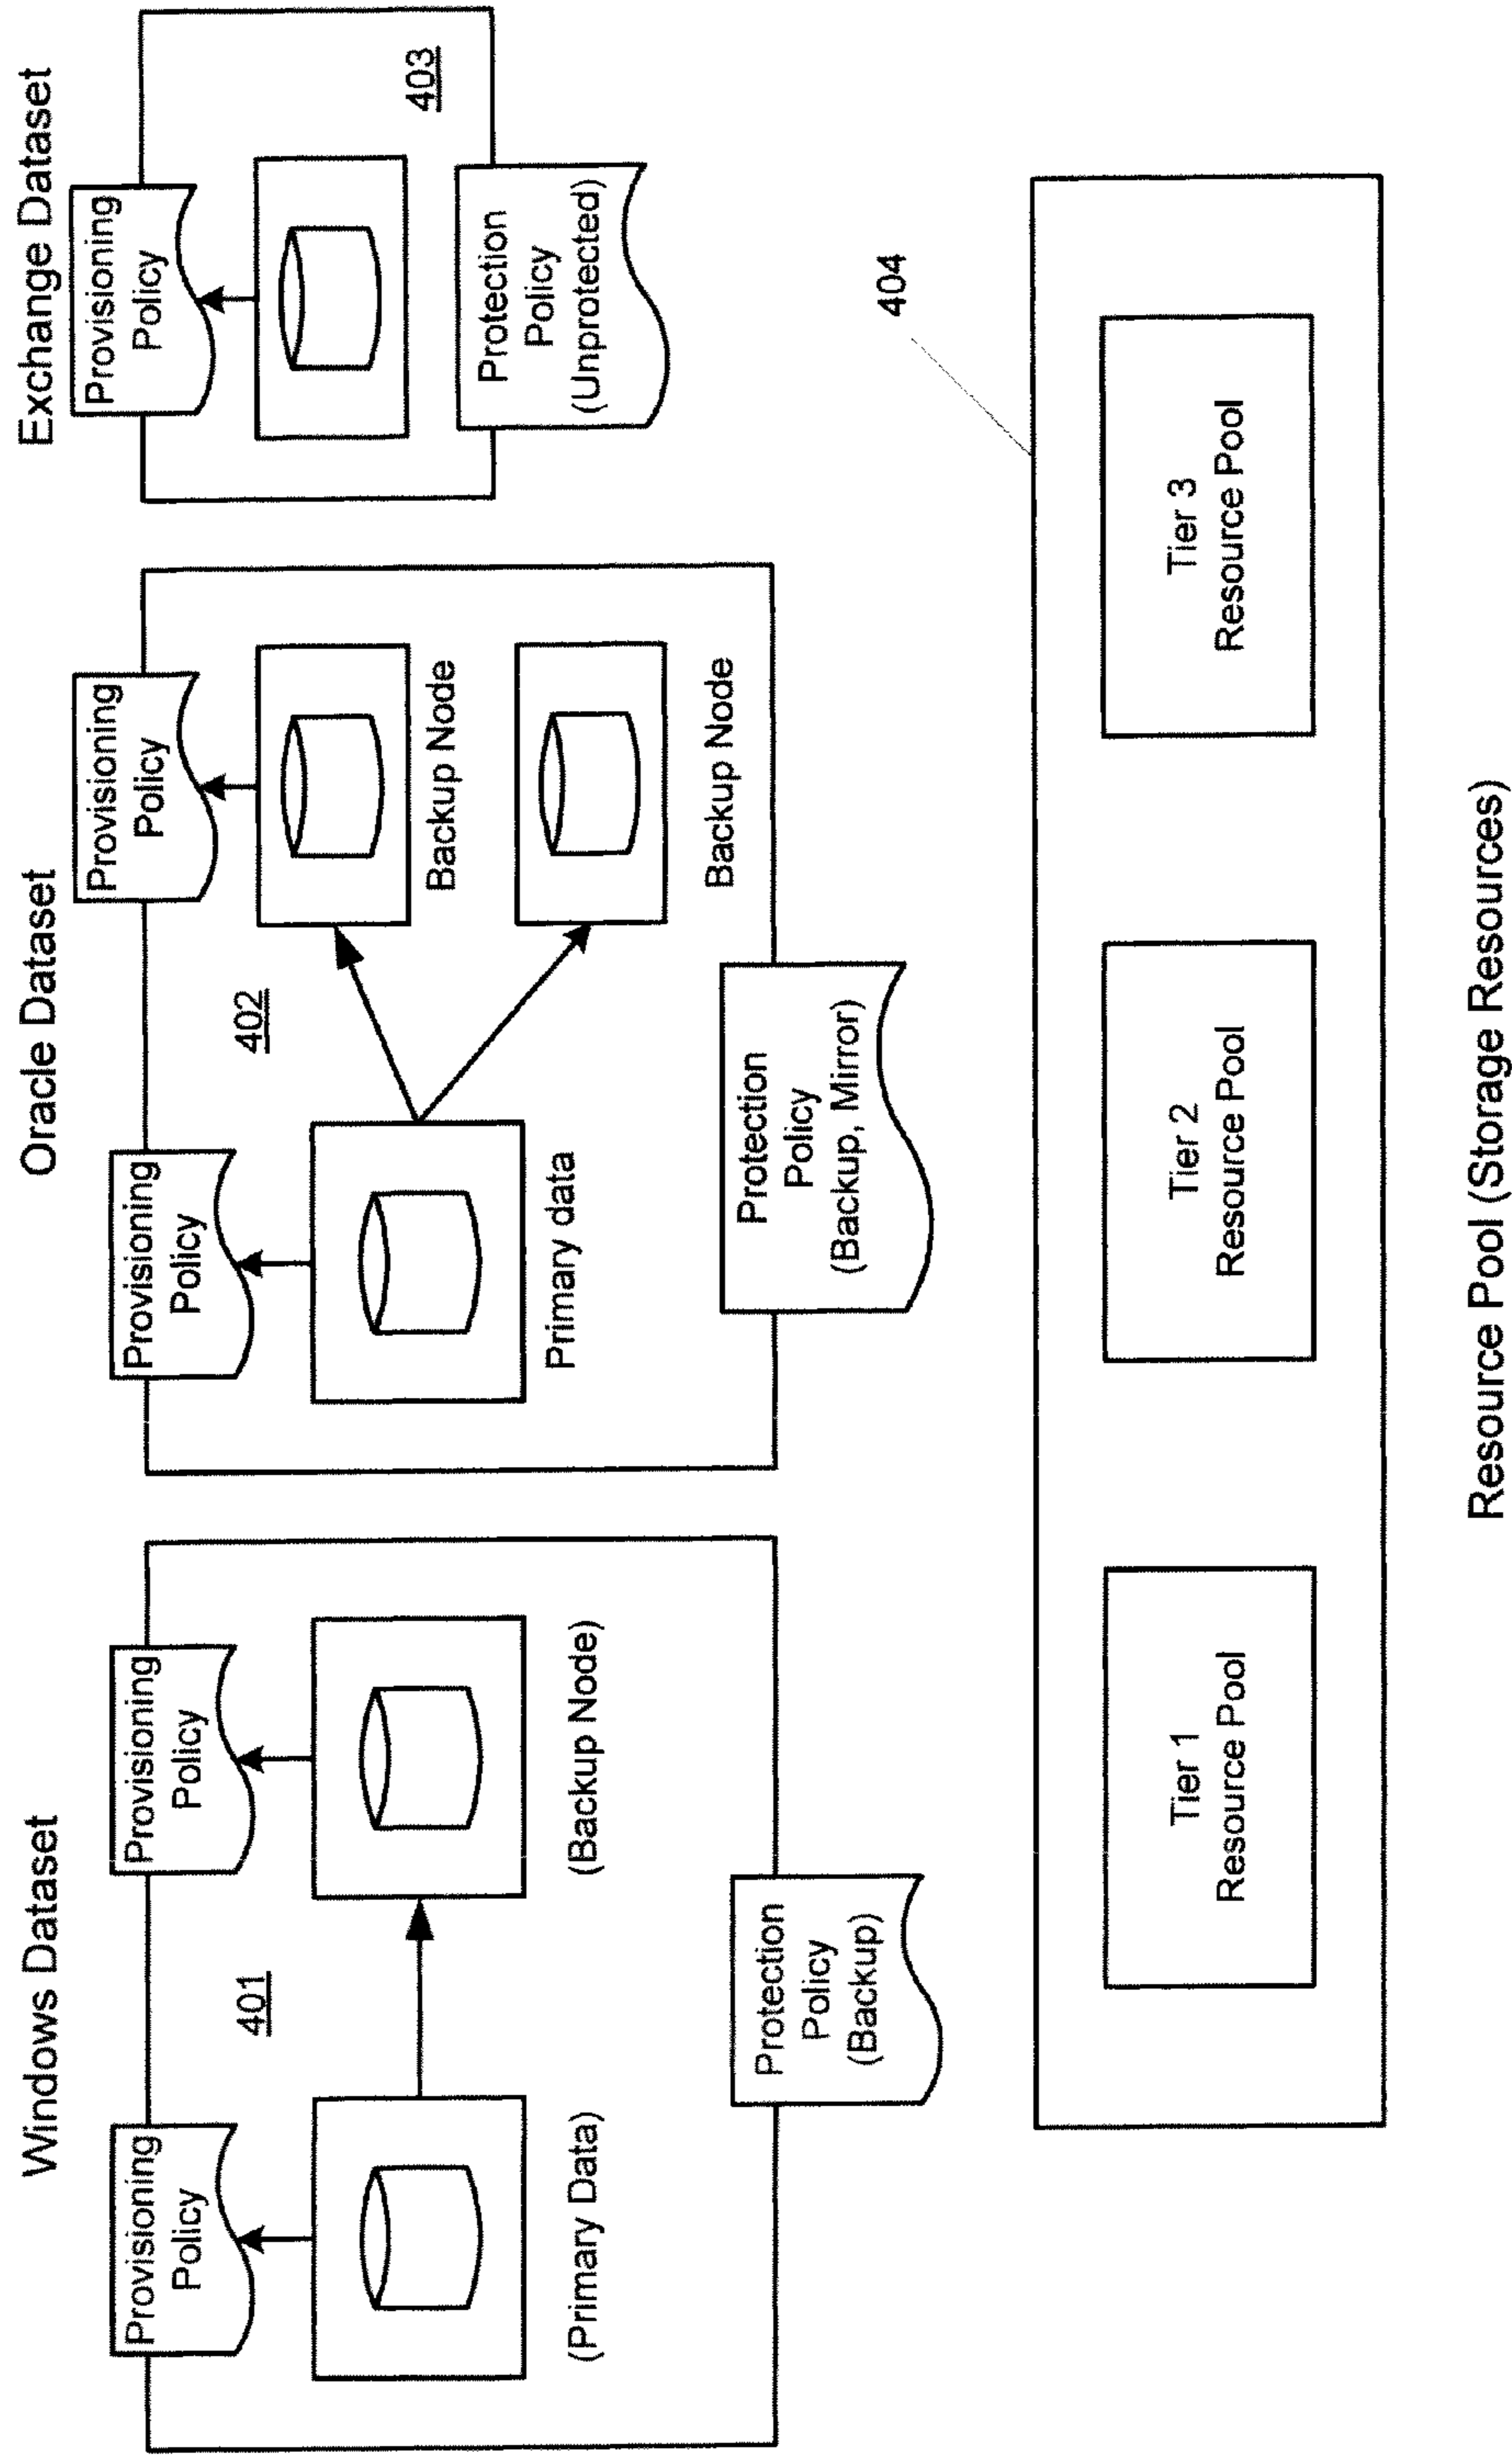 Windows Dataset
Provisioning
Policy
Provisioning
Policy
401
(Primary Data)
(Backup Node)
Protection
Policy
(Backup)
Oracle Dataset
Provisioning
Policy
Provisioning
Policy
402
Primary data
Backup Node
Backup Node
Protection
Policy
(Backup, Mirror)
Exchange Dataset
Provisioning
Policy
403
Protection
Policy
(Unprotected)
404
Tier 1
Resource Pool
Tier 2
Resource Pool
Tier 3
Resource Pool
Resource Pool (Storage Resources)